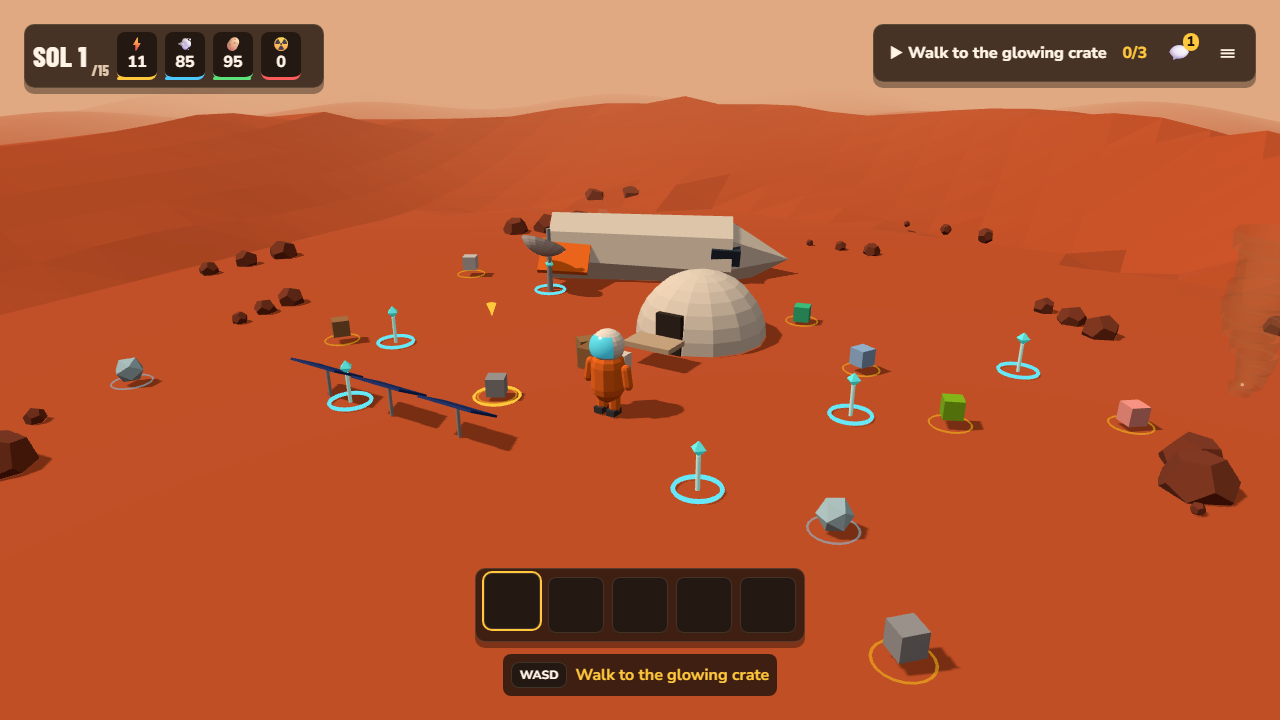 SOL 1 /15
11 85 95 0
▶ Walk to the glowing crate 0/3
1
WASD Walk to the glowing crate